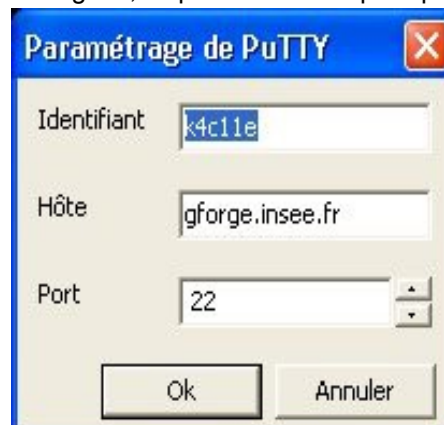 Paramétrage de PuTTY
Identifiant k4c11e
Hôte gforge.insee.fr
Port 22
Ok Annuler